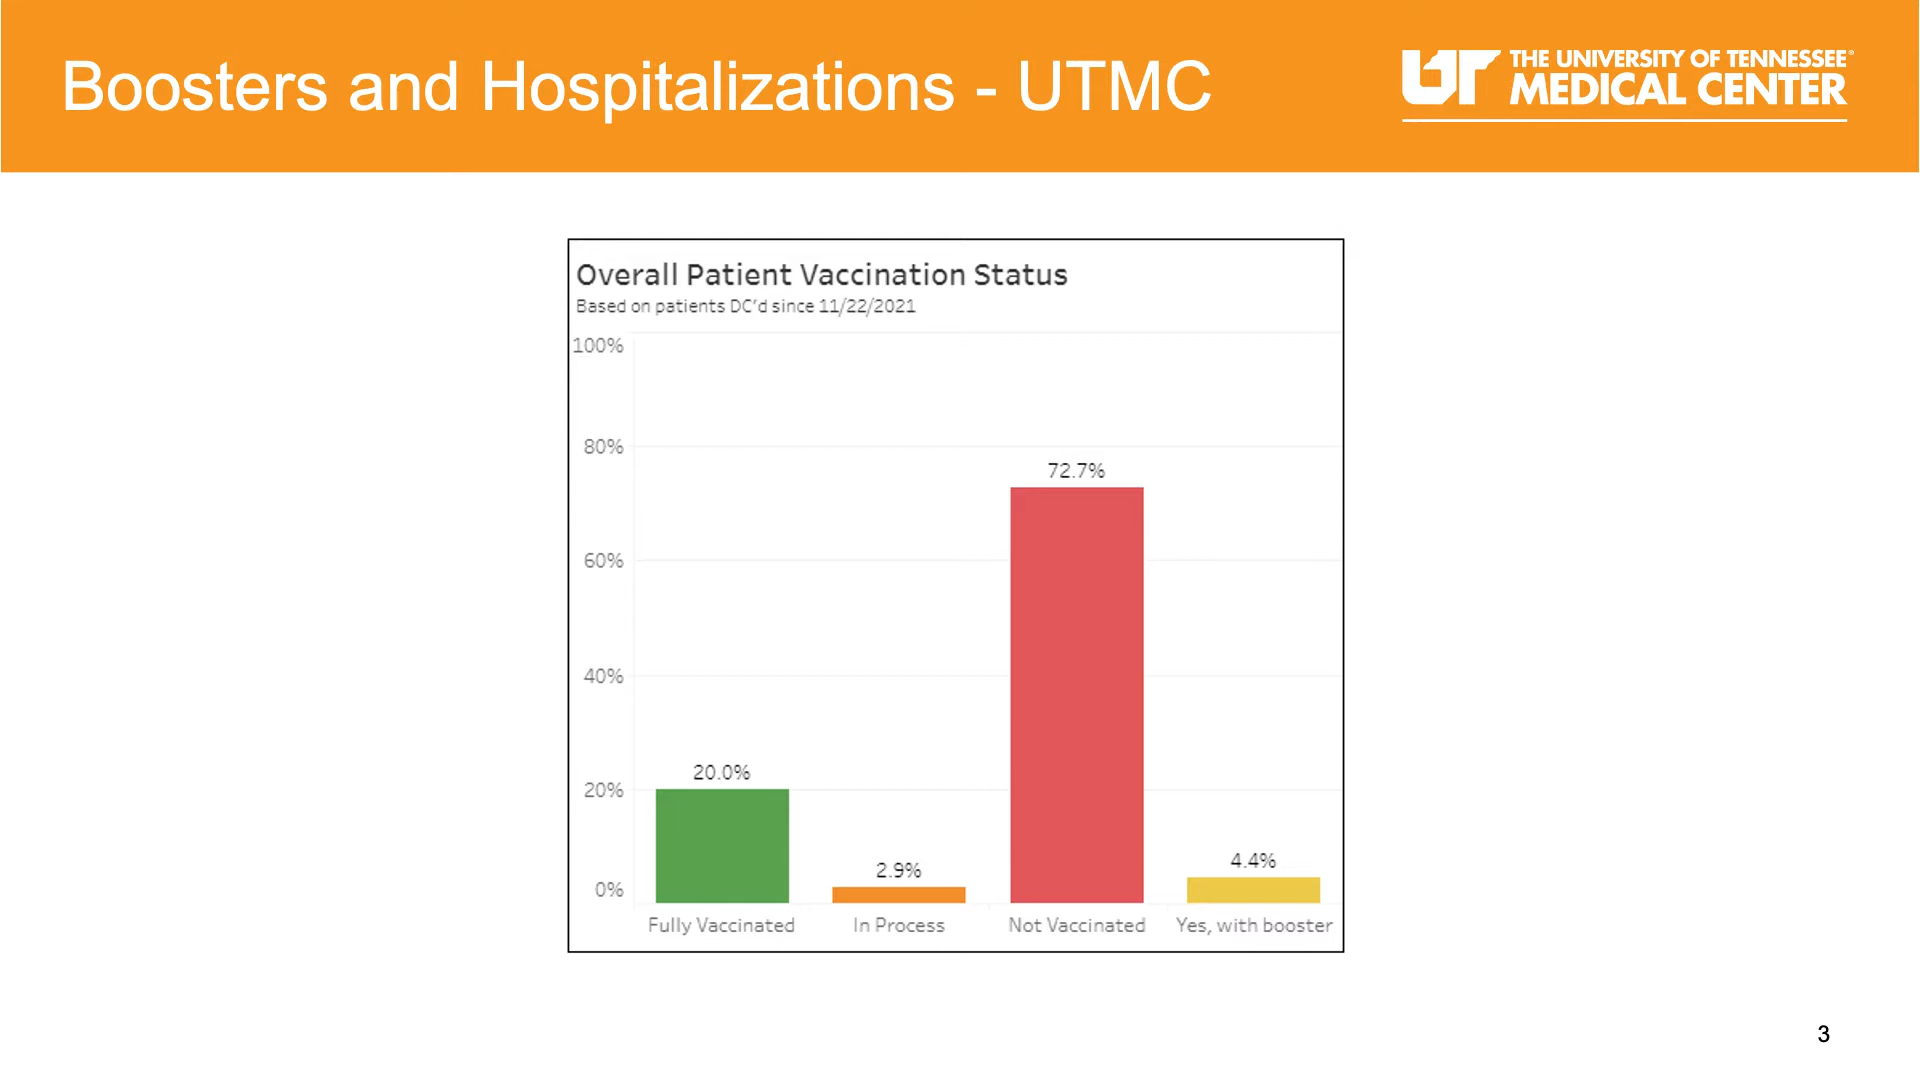 Boosters and Hospitalizations - UTMC
UT THE UNIVERSITY OF TENNESSEE®
MEDICAL CENTER
Overall Patient Vaccination Status
Based on patients DC'd since 11/22/2021
100%
80%
72.7%
60%
40%
20.0%
20%
2.9%
4.4%
0%
Fully Vaccinated In Process Not Vaccinated Yes, with booster
3